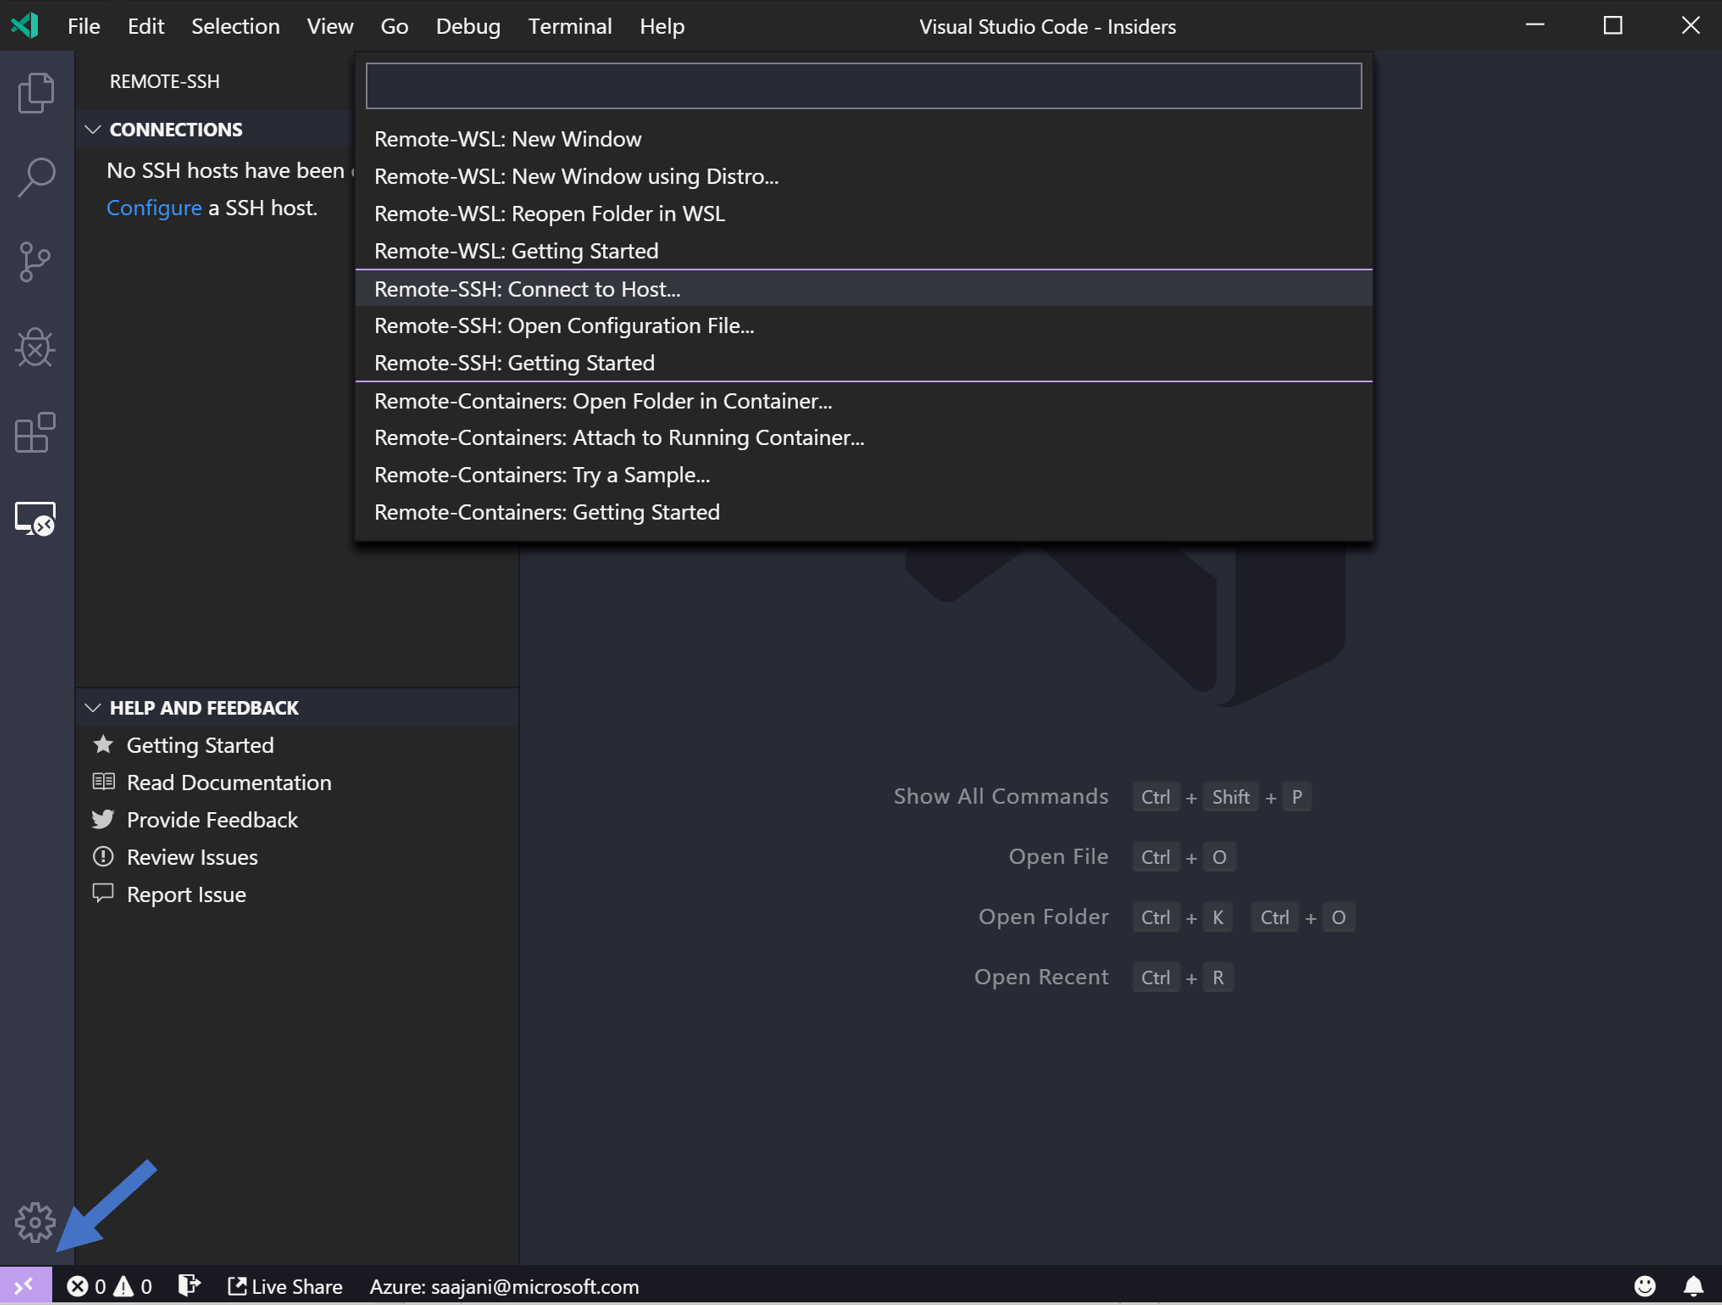 File Edit Selection View Go Debug Terminal Help
Visual Studio Code - Insiders
REMOTE-SSH
CONNECTIONS
No SSH hosts have been
Configure a SSH host.
Remote-WSL: New Window
Remote-WSL: New Window using Distro...
Remote-WSL: Reopen Folder in WSL
Remote-WSL: Getting Started
Remote-SSH: Connect to Host...
Remote-SSH: Open Configuration File...
Remote-SSH: Getting Started
Remote-Containers: Open Folder in Container...
Remote-Containers: Attach to Running Container...
Remote-Containers: Try a Sample...
Remote-Containers: Getting Started
HELP AND FEEDBACK
Getting Started
Read Documentation
Provide Feedback
Review Issues
Report Issue
Show All Commands Ctrl + Shift + P
Open File Ctrl + O
Open Folder Ctrl + K Ctrl + O
Open Recent Ctrl + R
0 0 Live Share Azure: saajani@microsoft.com